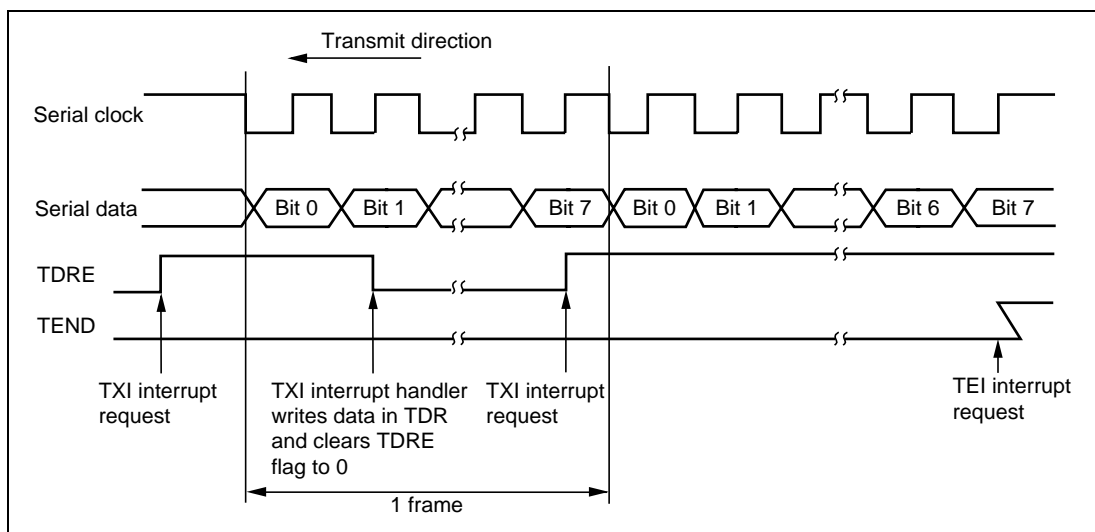 Transmit direction
Serial clock
Serial data
Bit 0
Bit 1
Bit 7
Bit 0
Bit 1
Bit 6
Bit 7
TDRE
TEND
TXI interrupt
request
TXI interrupt handler
writes data in TDR
and clears TDRE
flag to 0
TXI interrupt
request
TEI interrupt
request
1 frame